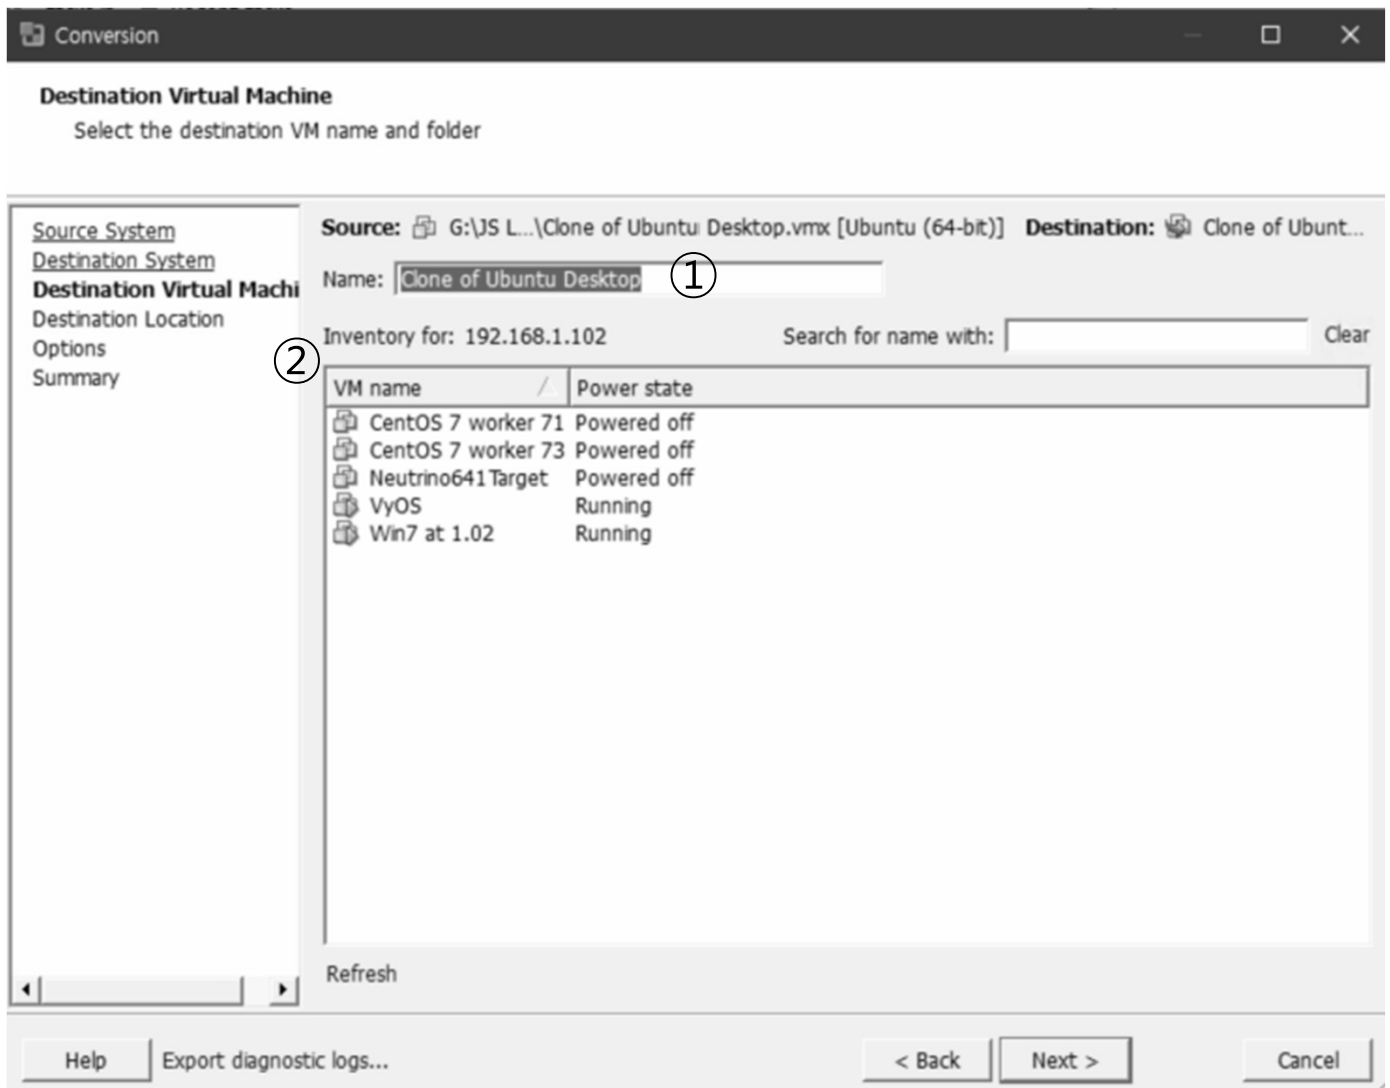 Conversion
Destination Virtual Machine
Select the destination VM name and folder
Source System
Destination System
Destination Virtual Machi
Destination Location
Options
Summary
Source: G:\JS L...\Clone of Ubuntu Desktop.vmx [Ubuntu (64-bit)] Destination: Clone of Ubunt...
Name: Clone of Ubuntu Desktop ①
Inventory for: 192.168.1.102 Search for name with: Clear
②
VM name Power state
CentOS 7 worker 71 Powered off
CentOS 7 worker 73 Powered off
Neutrino641Target Powered off
VyOS Running
Win7 at 1.02 Running
Refresh
Help Export diagnostic logs... < Back Next > Cancel